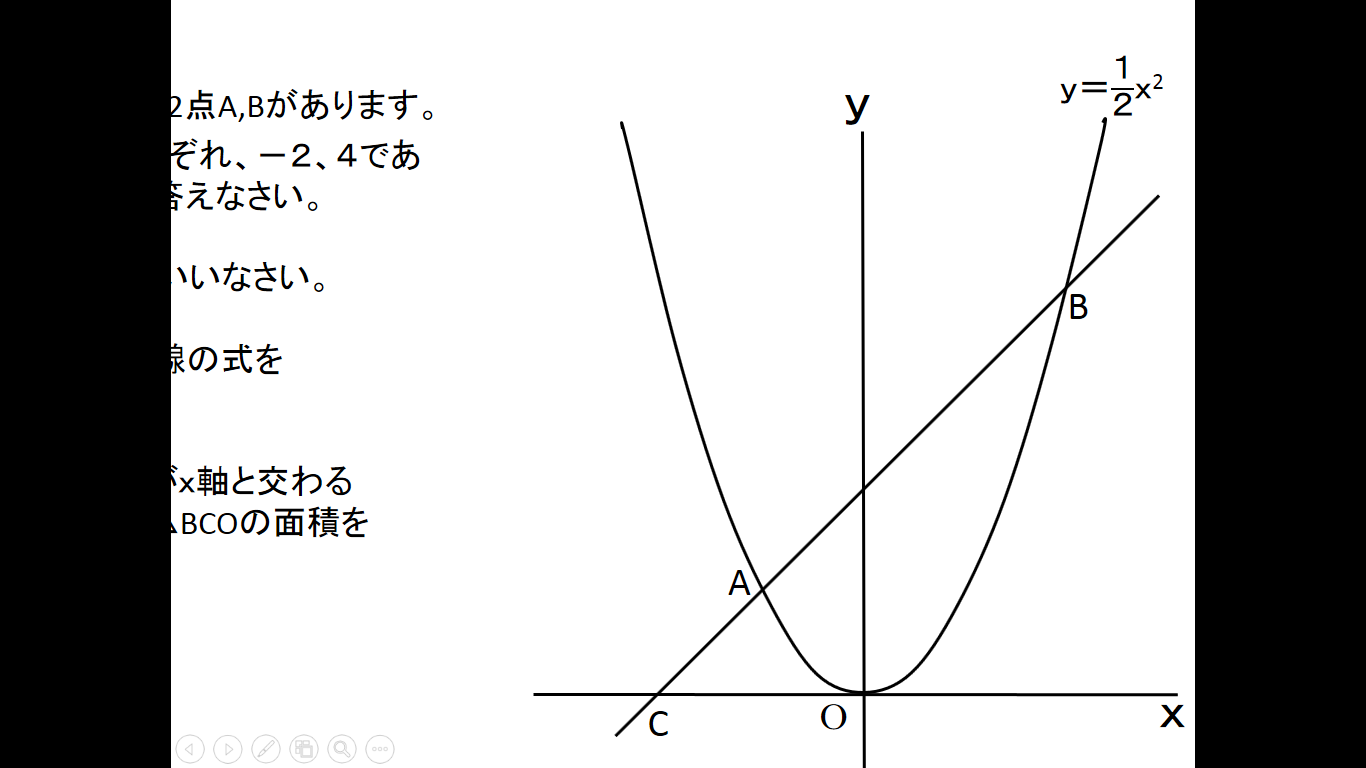 2点A,Bがあります。
ぞれ、－２、４であ
答えなさい。
いいなさい。
線の式を
がx軸と交わる
△BCOの面積を
y＝1/2x²
y
B
A
C
O
x